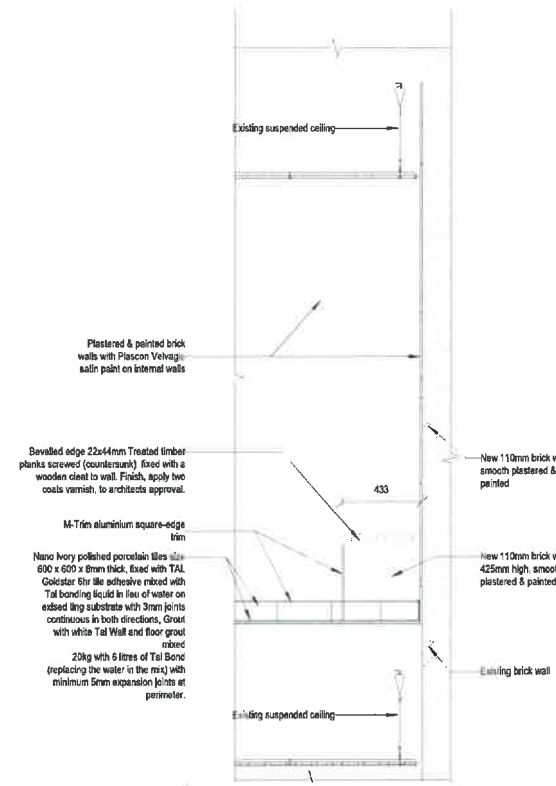 Existing suspended ceiling
Plastered & painted brick
walls with Plascon Velvaglo
satin paint on internal walls
Bevelled edge 22x44mm Treated timber
planks screwed (countersunk) fixed with a
wooden cleat to wall. Finish, apply two
coats varnish, to architects approval.
New 110mm brick w
smooth plastered &
painted
433
M-Trim aluminium square-edge
trim
Nano Ivory polished porcelain tiles size
600 x 600 x 8mm thick, fixed with TAL
Goldstar 6hr tile adhesive mixed with
Tal bonding liquid in lieu of water on
exised ting substrate with 3mm joints
continuous in both directions, Grout
with white Tal Wall and floor grout
mixed
20kg with 6 litres of Tal Bond
(replacing the water in the mix) with
minimum 5mm expansion joints at
perimeter.
New 110mm brick w
425mm high, smoot
plastered & painted
Existing brick wall
Existing suspended ceiling